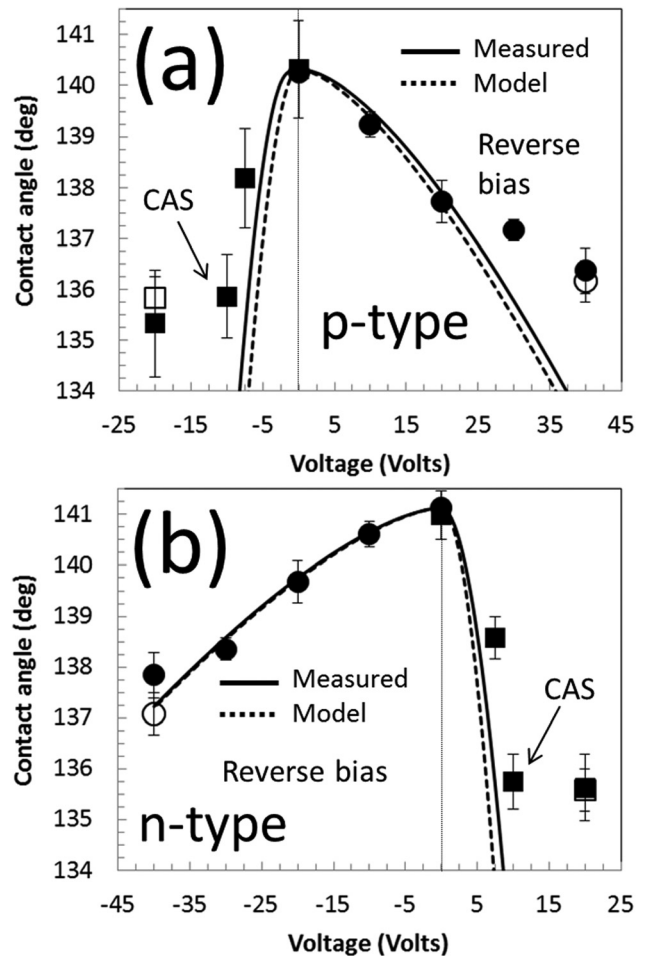 (a)
Measured
Model
Reverse
bias
CAS
p-type
Contact angle (deg)
141
140
139
138
137
136
135
134
-25 -15 -5 5 15 25 35 45
Voltage (Volts)
(b)
Measured
Model
CAS
Reverse bias
n-type
Contact angle (deg)
141
140
139
138
137
136
135
134
-45 -35 -25 -15 -5 5 15 25
Voltage (Volts)